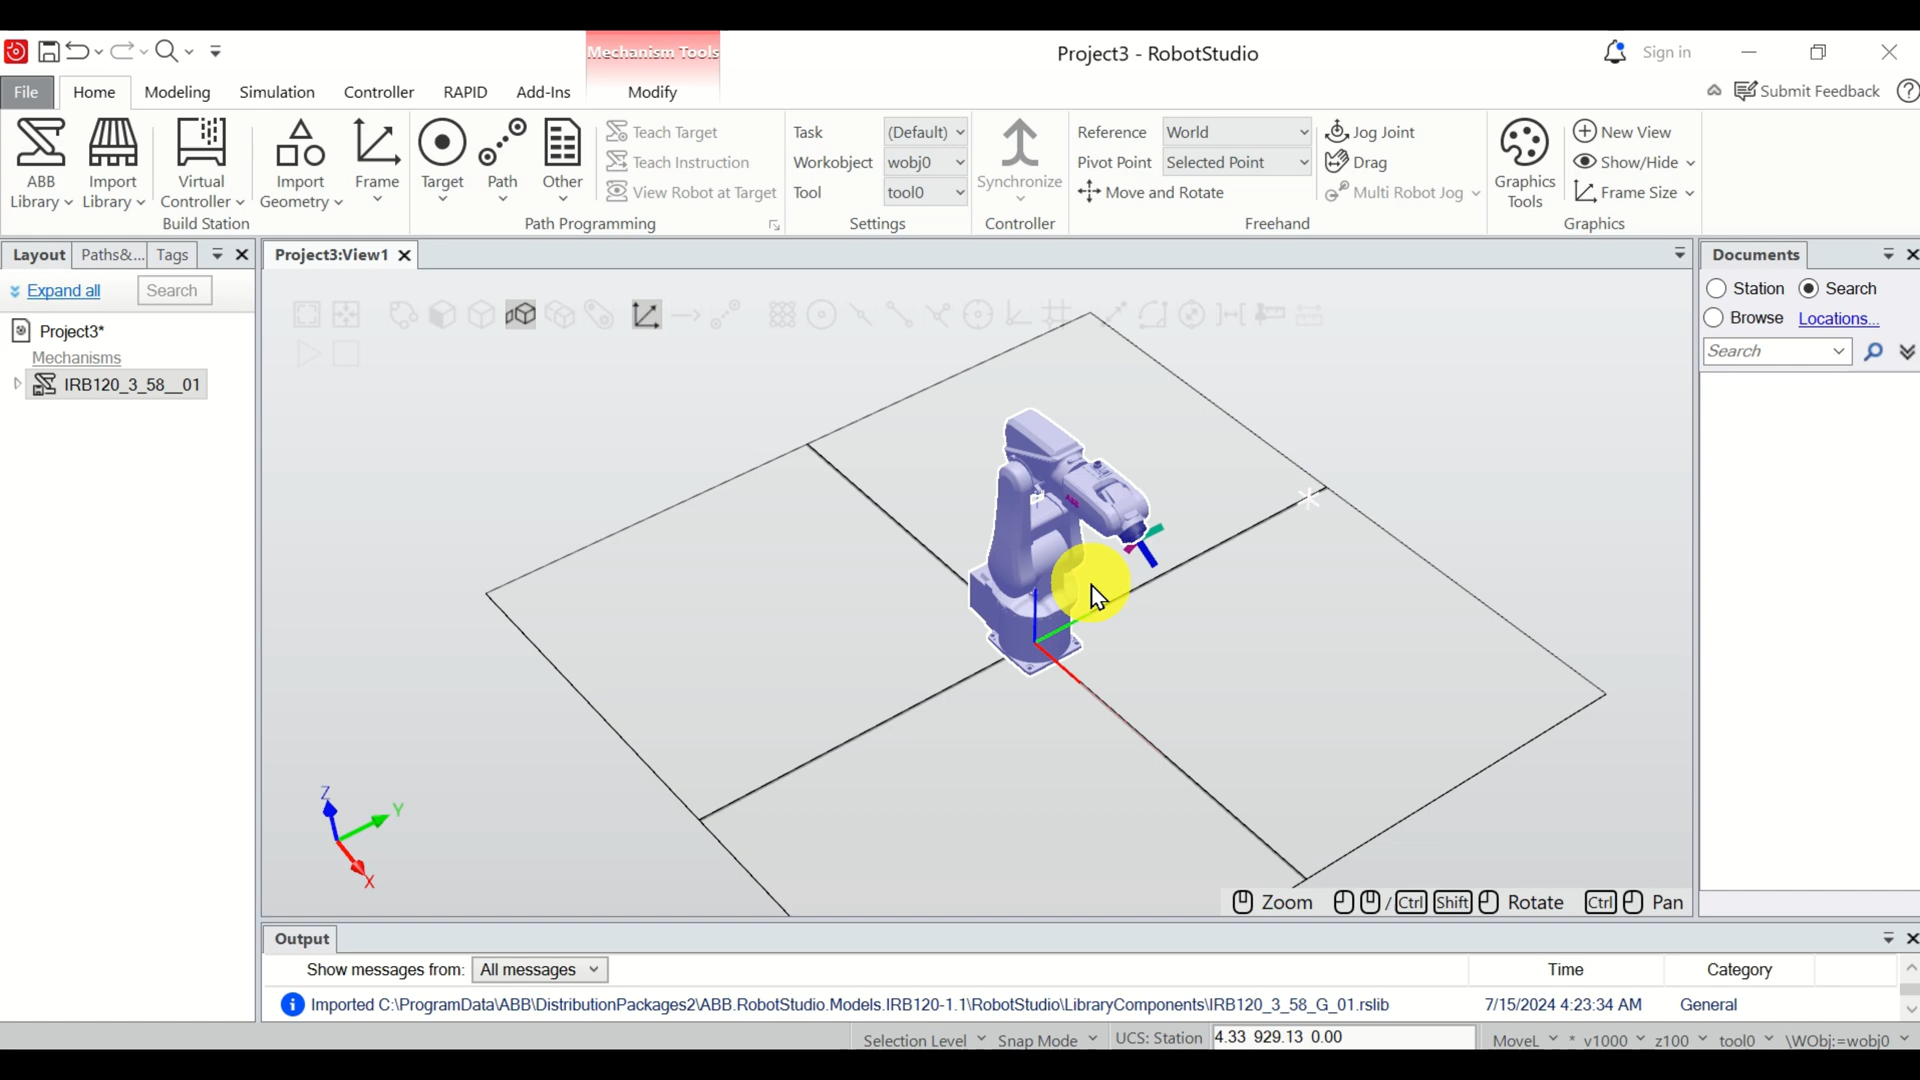 Mechanism Tools
Project3 - RobotStudio
Sign in
File Home Modeling Simulation Controller RAPID Add-Ins Modify
Submit Feedback
ABB Library
Import Library
Virtual Controller
Import Geometry
Frame
Build Station
Target
Path
Other
Teach Target
Teach Instruction
View Robot at Target
Path Programming
Task (Default)
Workobject wobj0
Tool tool0
Settings
Synchronize
Controller
Reference World
Pivot Point Selected Point
Move and Rotate
Jog Joint
Drag
Multi Robot Jog
Freehand
Graphics Tools
New View
Show/Hide
Frame Size
Graphics
Layout Paths&... Tags
Expand all Search
Project3*
Mechanisms
IRB120_3_58__01
Project3:View1
Z
Y
X
Zoom / Ctrl Shift Rotate Ctrl Pan
Documents
Station Search
Browse Locations...
Search
Output
Show messages from: All messages Time Category
Imported C:\ProgramData\ABB\DistributionPackages2\ABB.RobotStudio.Models.IRB120-1.1\RobotStudio\LibraryComponents\IRB120_3_58_G_01.rslib 7/15/2024 4:23:34 AM General
Selection Level Snap Mode UCS: Station 4.33 929.13 0.00 MoveL * v1000 z100 tool0 \WObj:=wobj0